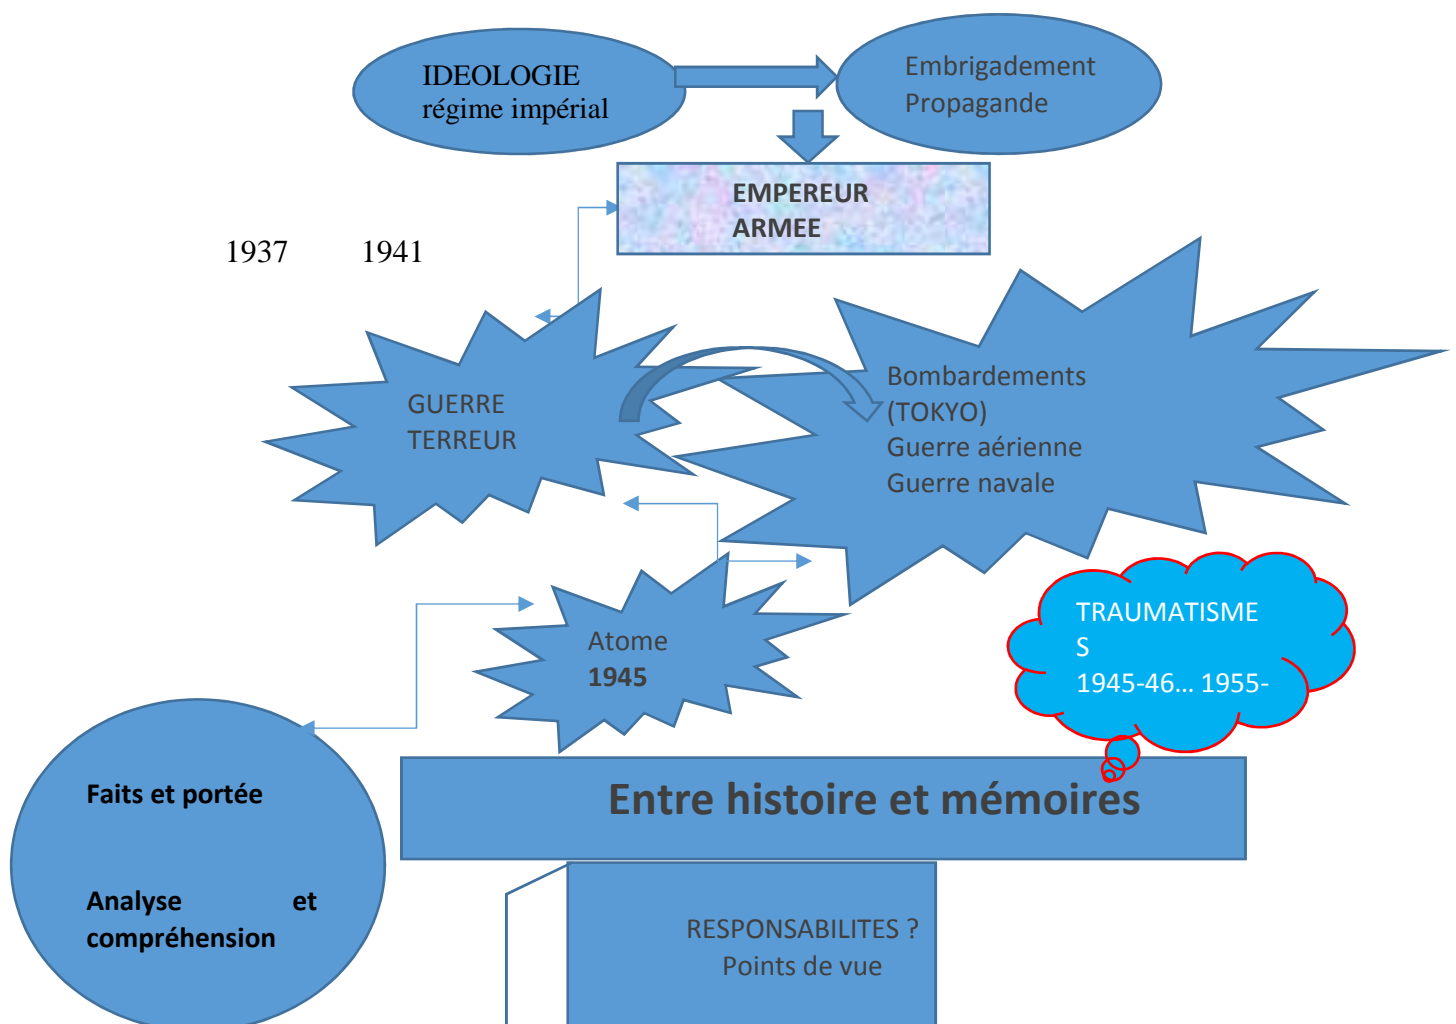 IDEOLOGIE
régime impérial
Embrigadement
Propagande
EMPEREUR
ARMEE
1937 1941
GUERRE
TERREUR
Bombardements
(TOKYO)
Guerre aérienne
Guerre navale
Atome
1945
TRAUMATISME
S
1945-46... 1955-
Faits et portée
Analyse et
compréhension
Entre histoire et mémoires
RESPONSABILITES ?
Points de vue